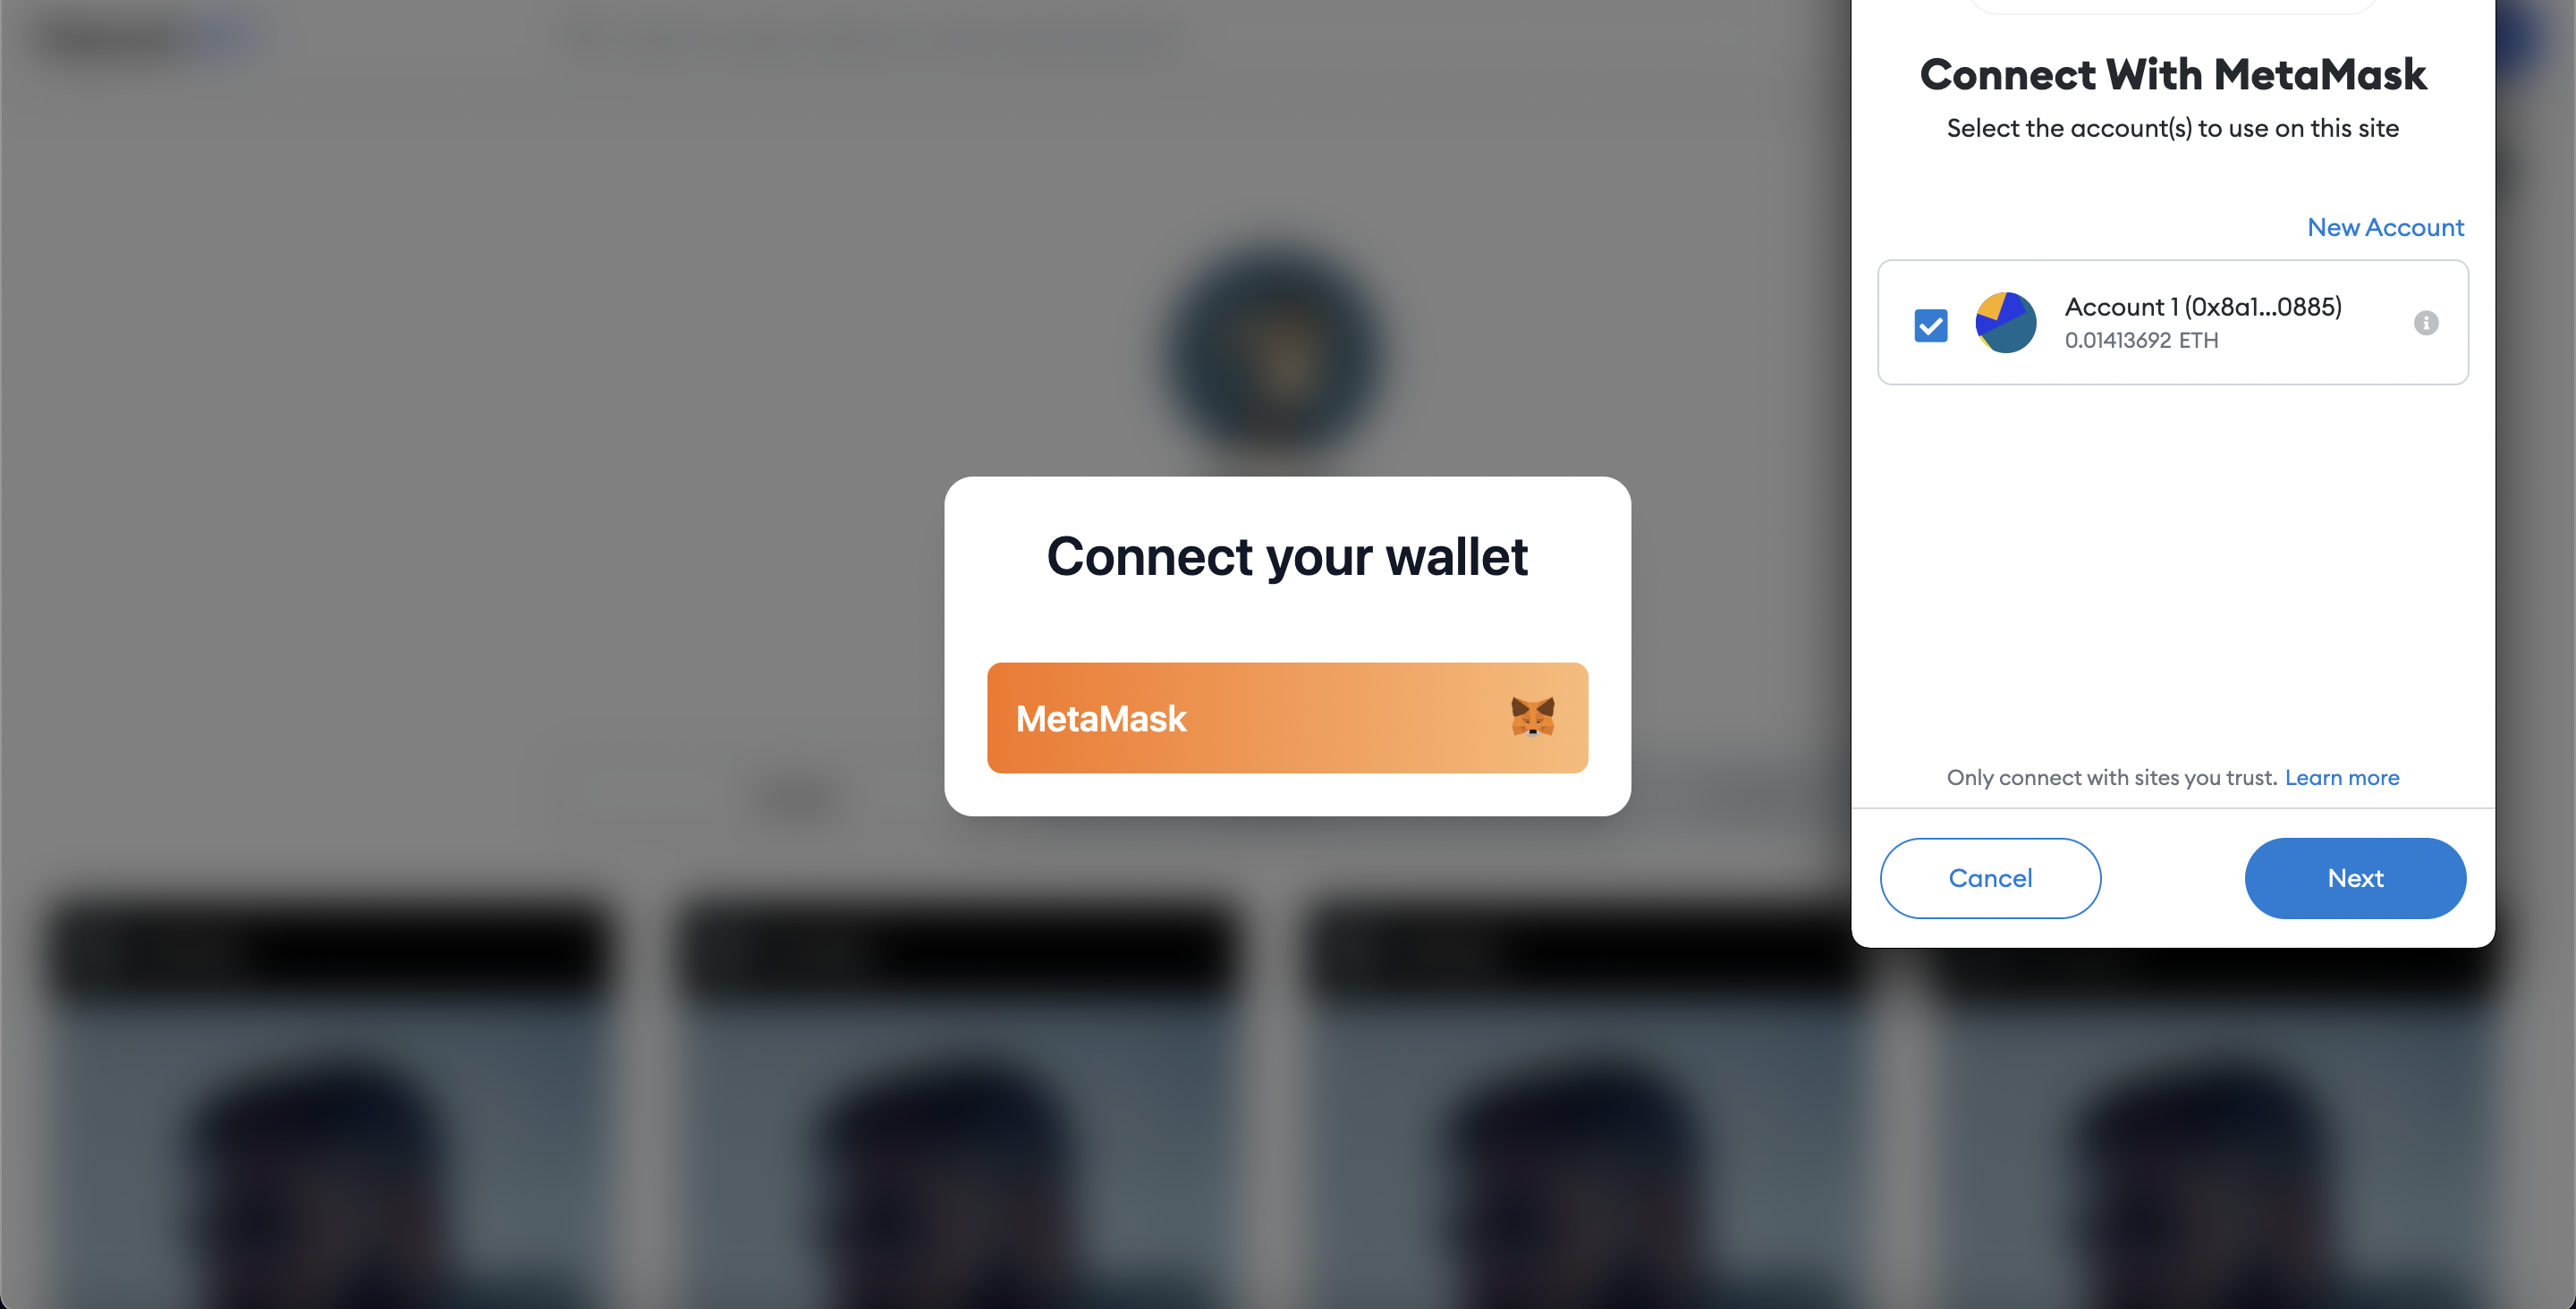 Connect With MetaMask
Select the account(s) to use on this site
New Account
Account 1 (0x8a1...0885)
0.01413692 ETH
Only connect with sites you trust. Learn more
Cancel
Next
Connect your wallet
MetaMask